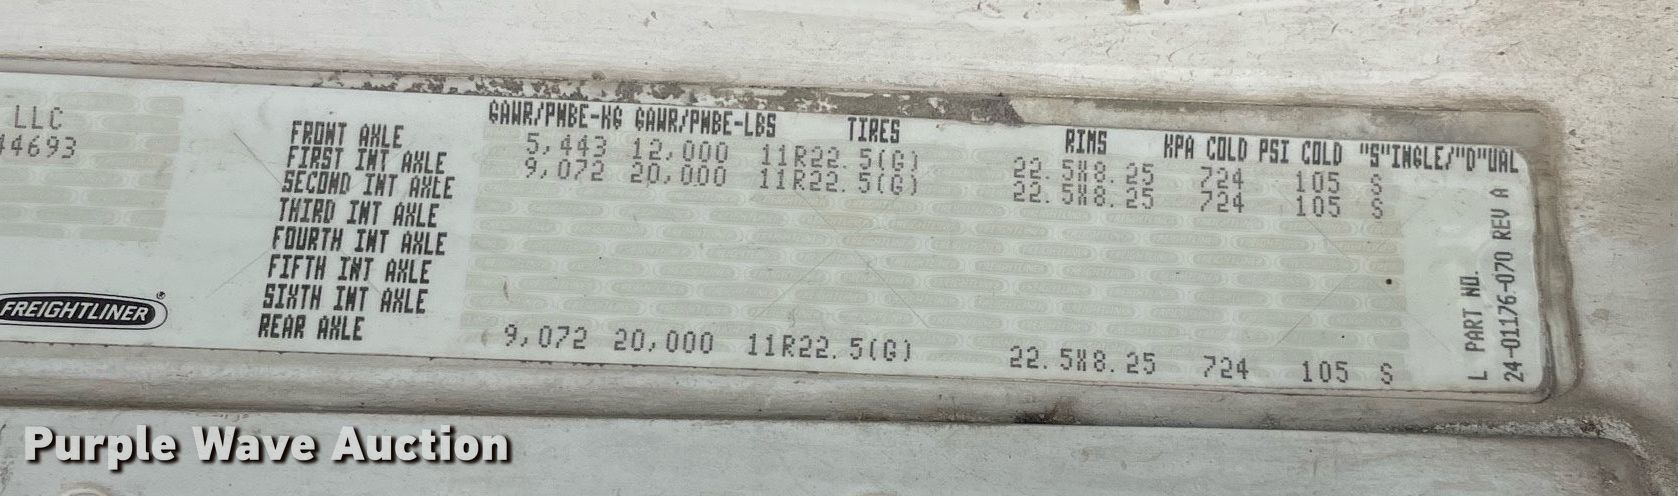 LLC
44693
GAWR/PNBE-KG GAWR/PNBE-LBS TIRES RIMS KPA COLD PSI COLD "S"INGLE/"D"UAL
FRONT AXLE 5,443 12,000 11R22.5(G) 22.5X8.25 724 105 S
FIRST INT AXLE 9,072 20,000 11R22.5(G) 22.5X8.25 724 105 S
SECOND INT AXLE
THIRD INT AXLE
FOURTH INT AXLE
FIFTH INT AXLE
SIXTH INT AXLE
REAR AXLE 9,072 20,000 11R22.5(G) 22.5X8.25 724 105 S
FREIGHTLINER®
L PART NO.
24-01176-070 REV A
Purple Wave Auction